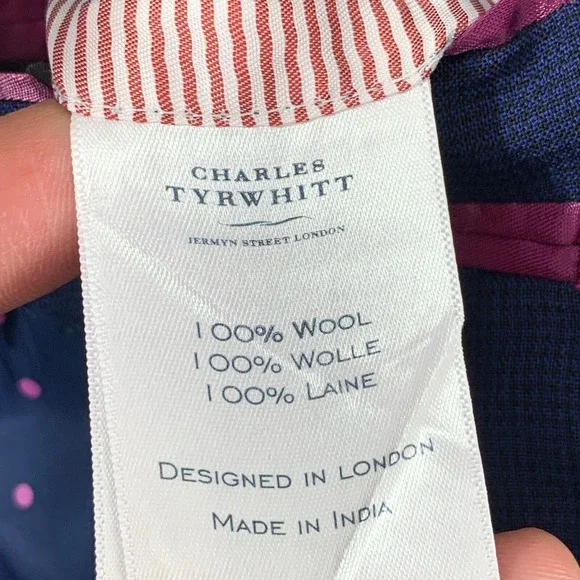 CHARLES
TYRWHITT
JERMYN STREET LONDON
100% WOOL
100% WOLLE
100% LAINE
DESIGNED IN LONDON
MADE IN INDIA